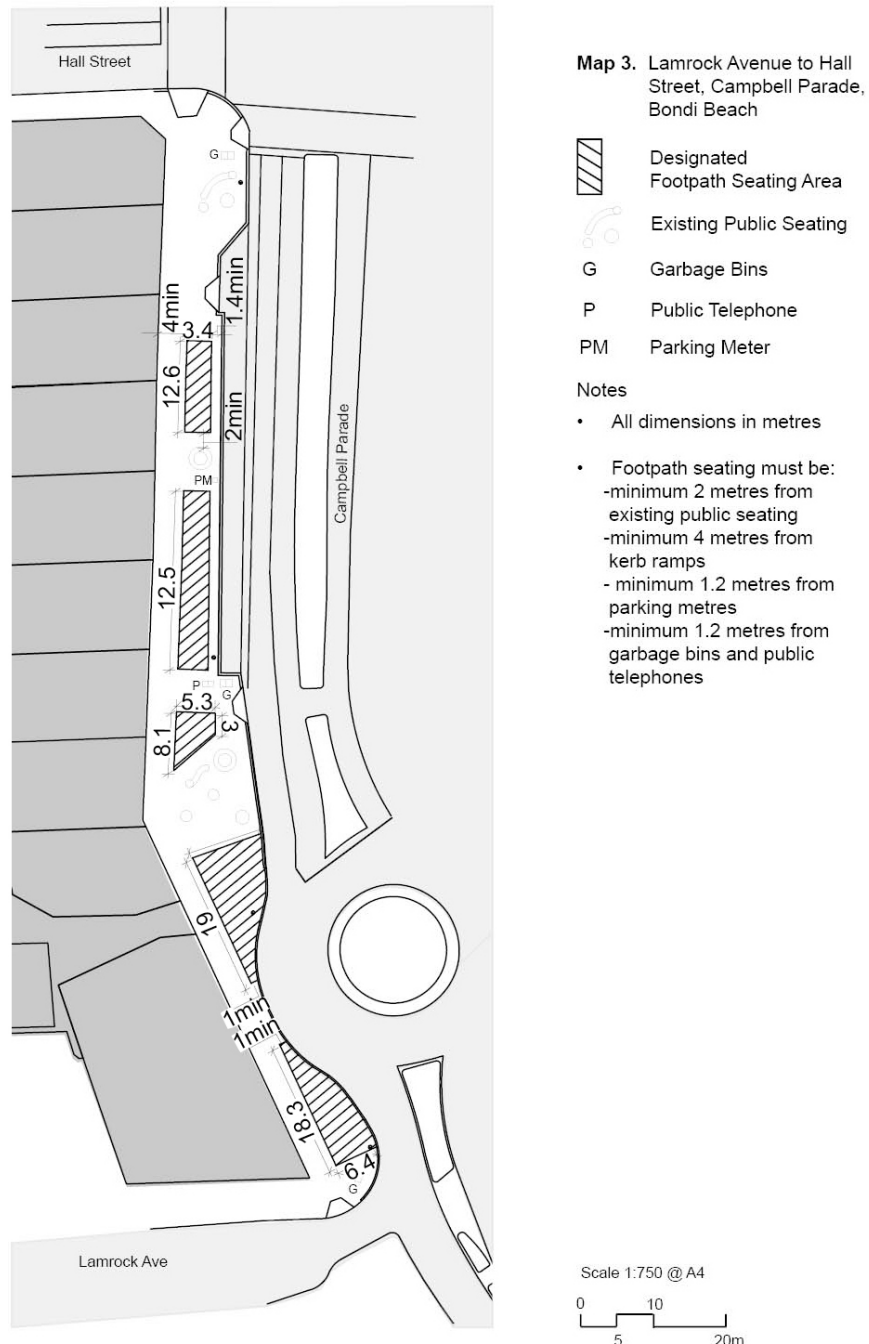 Hall Street
G
4min
3.4
1.4min
12.6
2min
PM
Campbell Parade
12.5
P
G
5.3
3
8.1
19
1min
1min
18.3
6.4
G
Lamrock Ave
Map 3. Lamrock Avenue to Hall
Street, Campbell Parade,
Bondi Beach
Designated
Footpath Seating Area
Existing Public Seating
G Garbage Bins
P Public Telephone
PM Parking Meter
Notes
• All dimensions in metres
• Footpath seating must be:
-minimum 2 metres from
existing public seating
-minimum 4 metres from
kerb ramps
- minimum 1.2 metres from
parking metres
-minimum 1.2 metres from
garbage bins and public
telephones
Scale 1:750 @ A4
0 10
5 20m